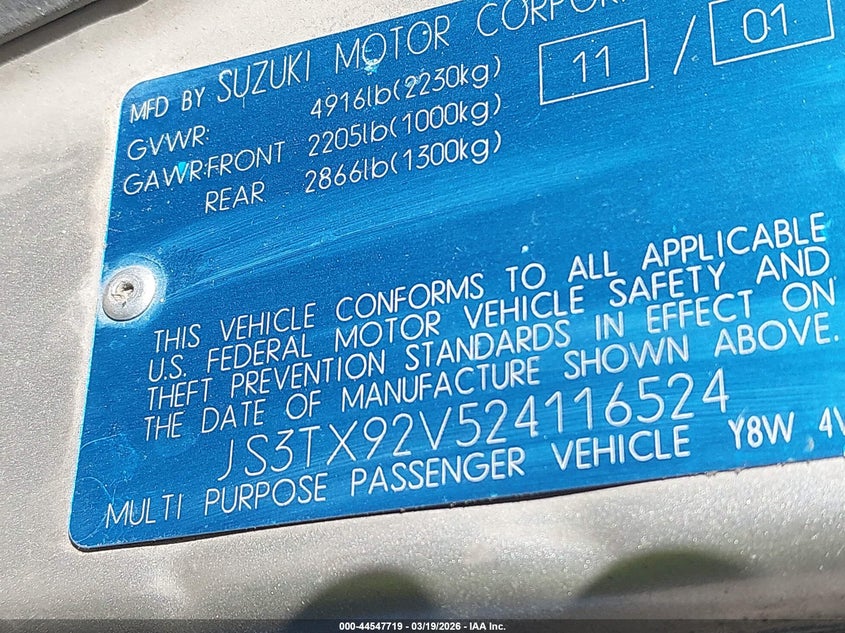 MFD BY SUZUKI MOTOR
11 / 01
GVWR: 4916lb(2230kg)
GAWR:FRONT 2205lb(1000kg)
REAR 2866lb(1300kg)
THIS VEHICLE CONFORMS TO ALL APPLICABLE
U.S. FEDERAL MOTOR VEHICLE SAFETY AND
THEFT PREVENTION STANDARDS IN EFFECT ON
THE DATE OF MANUFACTURE SHOWN ABOVE.
JS3TX92V524116524
MULTI PURPOSE PASSENGER VEHICLE Y8W
000-44547719 - 03/19/2026 - IAA Inc.